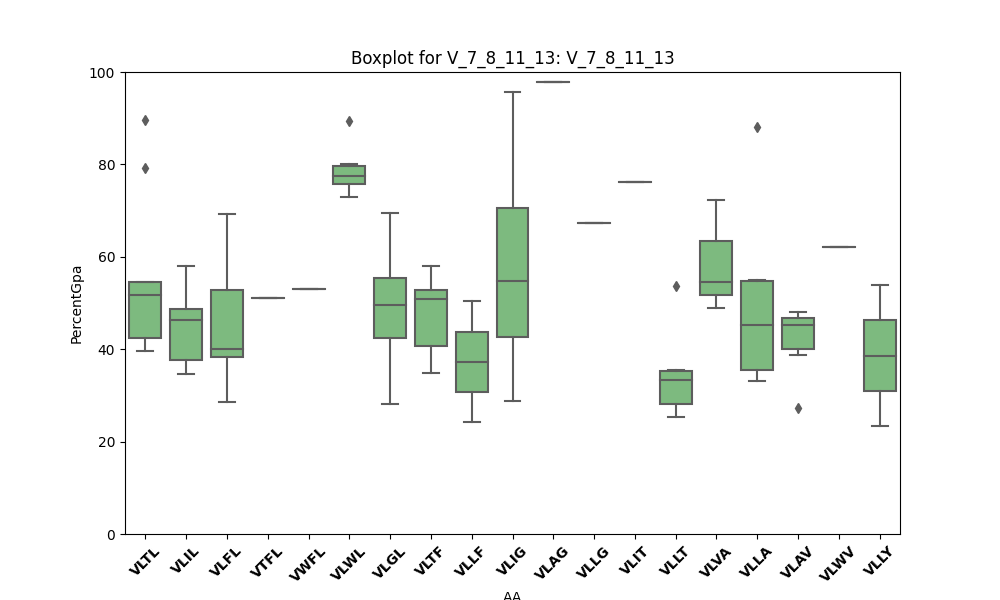 Boxplot for V_7_8_11_13: V_7_8_11_13
100
80
60
40
20
0
PercentGpa
VLTL VLIL VLFL VTFL VWFL VLWL VLGL VLTF VLLF VLIG VLAG VLLG VLIT VLLT VLVA VLLA VLAV VLWV VLLY
AA